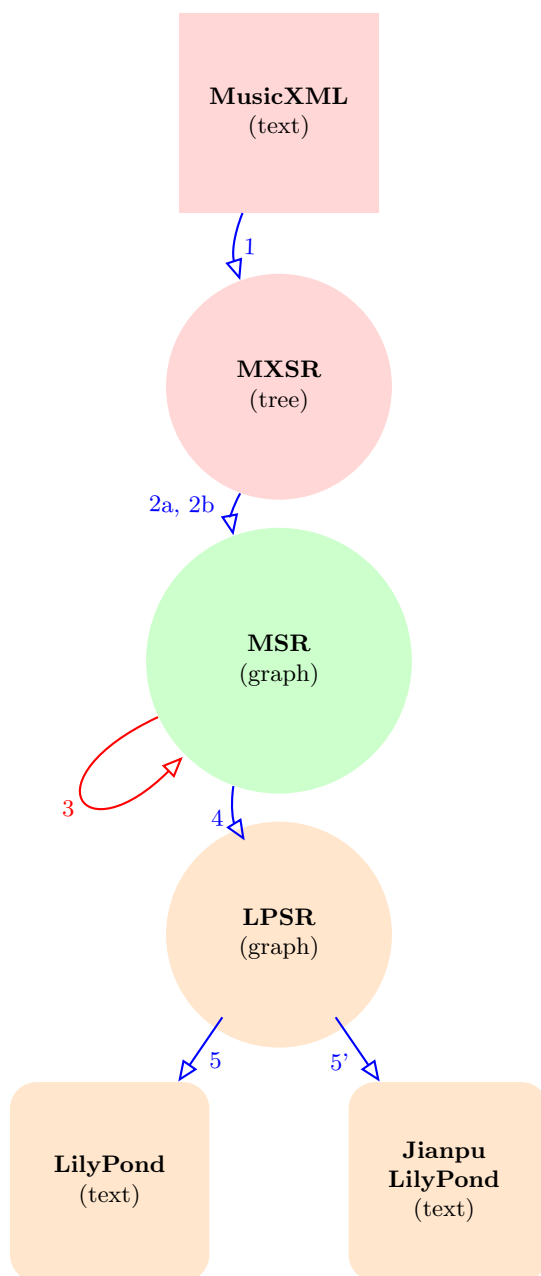 MusicXML
(text)
1
MXSR
(tree)
2a, 2b
MSR
(graph)
3
4
LPSR
(graph)
5
5'
LilyPond
(text)
Jianpu
LilyPond
(text)